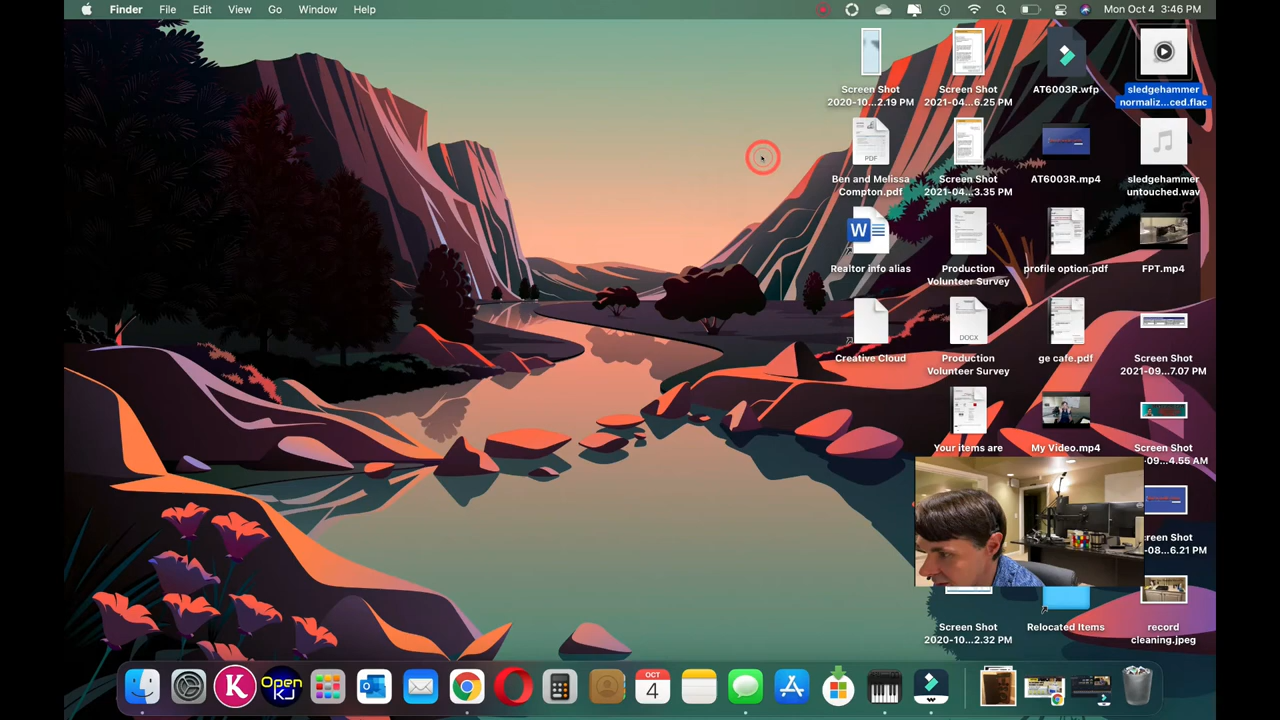 Finder File Edit View Go Window Help Mon Oct 4 3:46 PM
Screen Shot
2020-10...2.19 PM
Screen Shot
2021-04...6.25 PM
AT6003R.wfp
sledgehammer
normaliz...ced.flac
PDF
Ben and Melissa
Compton.pdf
Screen Shot
2021-04...3.35 PM
AT6003R.mp4
sledgehammer
untouched.wav
W
Realtor info alias
Production
Volunteer Survey
profile option.pdf
FPT.mp4
Creative Cloud
DOCX
Production
Volunteer Survey
ge cafe.pdf
Screen Shot
2021-09...7.07 PM
Your items are
My Video.mp4
Screen Shot
-09...4.55 AM
creen Shot
-08...6.21 PM
Screen Shot
2020-10...2.32 PM
Relocated Items
record
cleaning.jpeg
K
Open
RJ
OCT
4